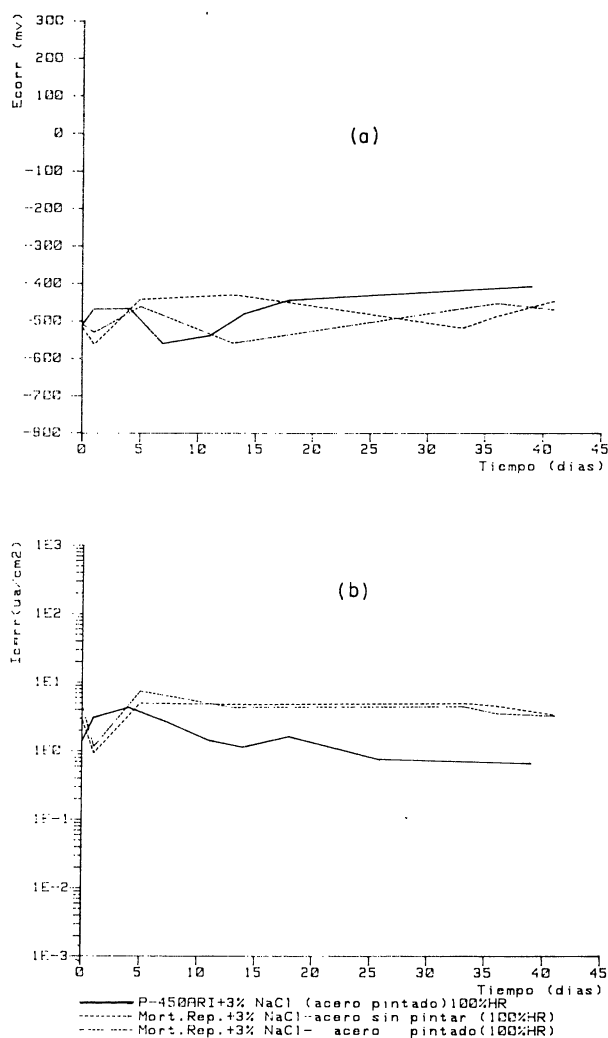 300
200
100
0
-100
-200
-300
-400
-500
-600
-700
-800
-900
Ecorr (mv)
(a)
0 5 10 15 20 25 30 35 40 45
Tiempo (dias)
1E3
1E2
1E1
1E0
1E-1
1E-2
1E-3
Icorr(ua/cm2)
(b)
0 5 10 15 20 25 30 35 40 45
Tiempo (dias)
P-450ARI+3% NaCl (acero pintado)100%HR
Mort.Rep.+3% NaCl-acero sin pintar (100%HR)
Mort.Rep.+3% NaCl- acero pintado(100%HR)